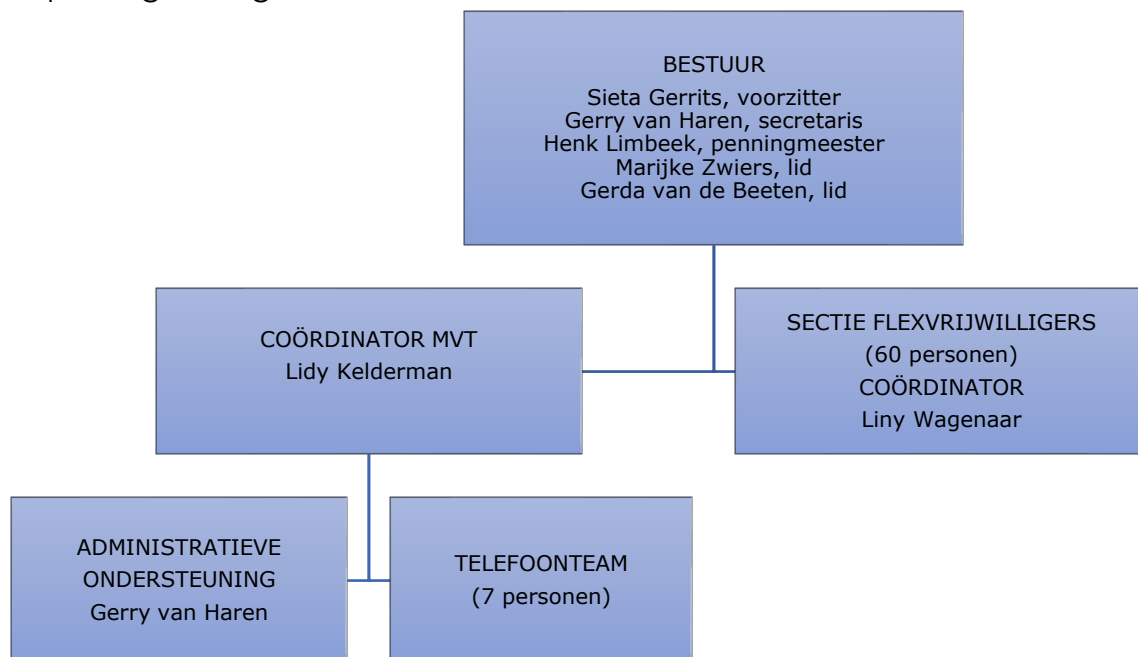 BESTUUR
Sieta Gerrits, voorzitter
Gerry van Haren, secretaris
Henk Limbeek, penningmeester
Marijke Zwiers, lid
Gerda van de Beeten, lid
COÖRDINATOR MVT
Lidy Kelderman
SECTIE FLEXVRIJWILLIGERS
(60 personen)
COÖRDINATOR
Liny Wagenaar
ADMINISTRATIEVE
ONDERSTEUNING
Gerry van Haren
TELEFOONTEAM
(7 personen)